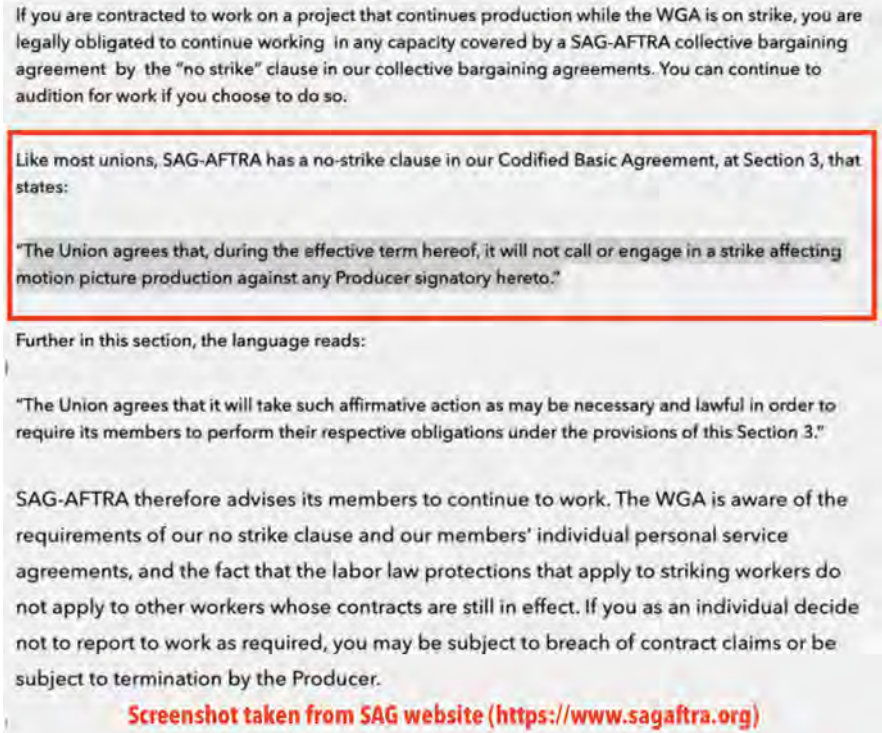 If you are contracted to work on a project that continues production while the WGA is on strike, you are
legally obligated to continue working in any capacity covered by a SAG-AFTRA collective bargaining
agreement by the "no strike" clause in our collective bargaining agreements. You can continue to
audition for work if you choose to do so.
Like most unions, SAG-AFTRA has a no-strike clause in our Codified Basic Agreement, at Section 3, that
states:
"The Union agrees that, during the effective term hereof, it will not call or engage in a strike affecting
motion picture production against any Producer signatory hereto."
Further in this section, the language reads:
"The Union agrees that it will take such affirmative action as may be necessary and lawful in order to
require its members to perform their respective obligations under the provisions of this Section 3."
SAG-AFTRA therefore advises its members to continue to work. The WGA is aware of the
requirements of our no strike clause and our members' individual personal service
agreements, and the fact that the labor law protections that apply to striking workers do
not apply to other workers whose contracts are still in effect. If you as an individual decide
not to report to work as required, you may be subject to breach of contract claims or be
subject to termination by the Producer.
Screenshot taken from SAG website (https://www.sagaftra.org)